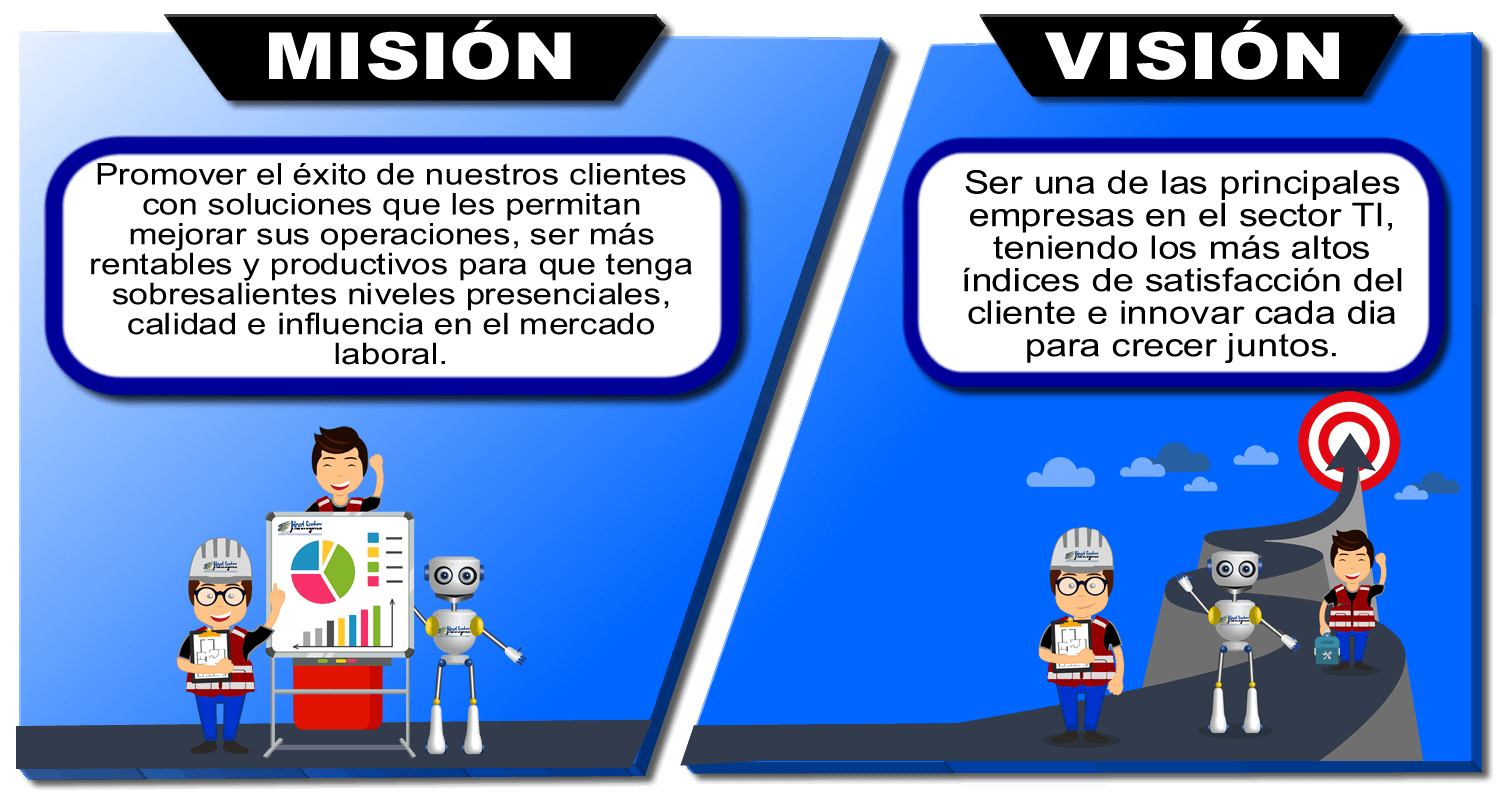 MISIÓN
Promover el éxito de nuestros clientes
con soluciones que les permitan
mejorar sus operaciones, ser más
rentables y productivos para que tenga
sobresalientes niveles presenciales,
calidad e influencia en el mercado
laboral.
VISIÓN
Ser una de las principales
empresas en el sector TI,
teniendo los más altos
índices de satisfacción del
cliente e innovar cada dia
para crecer juntos.